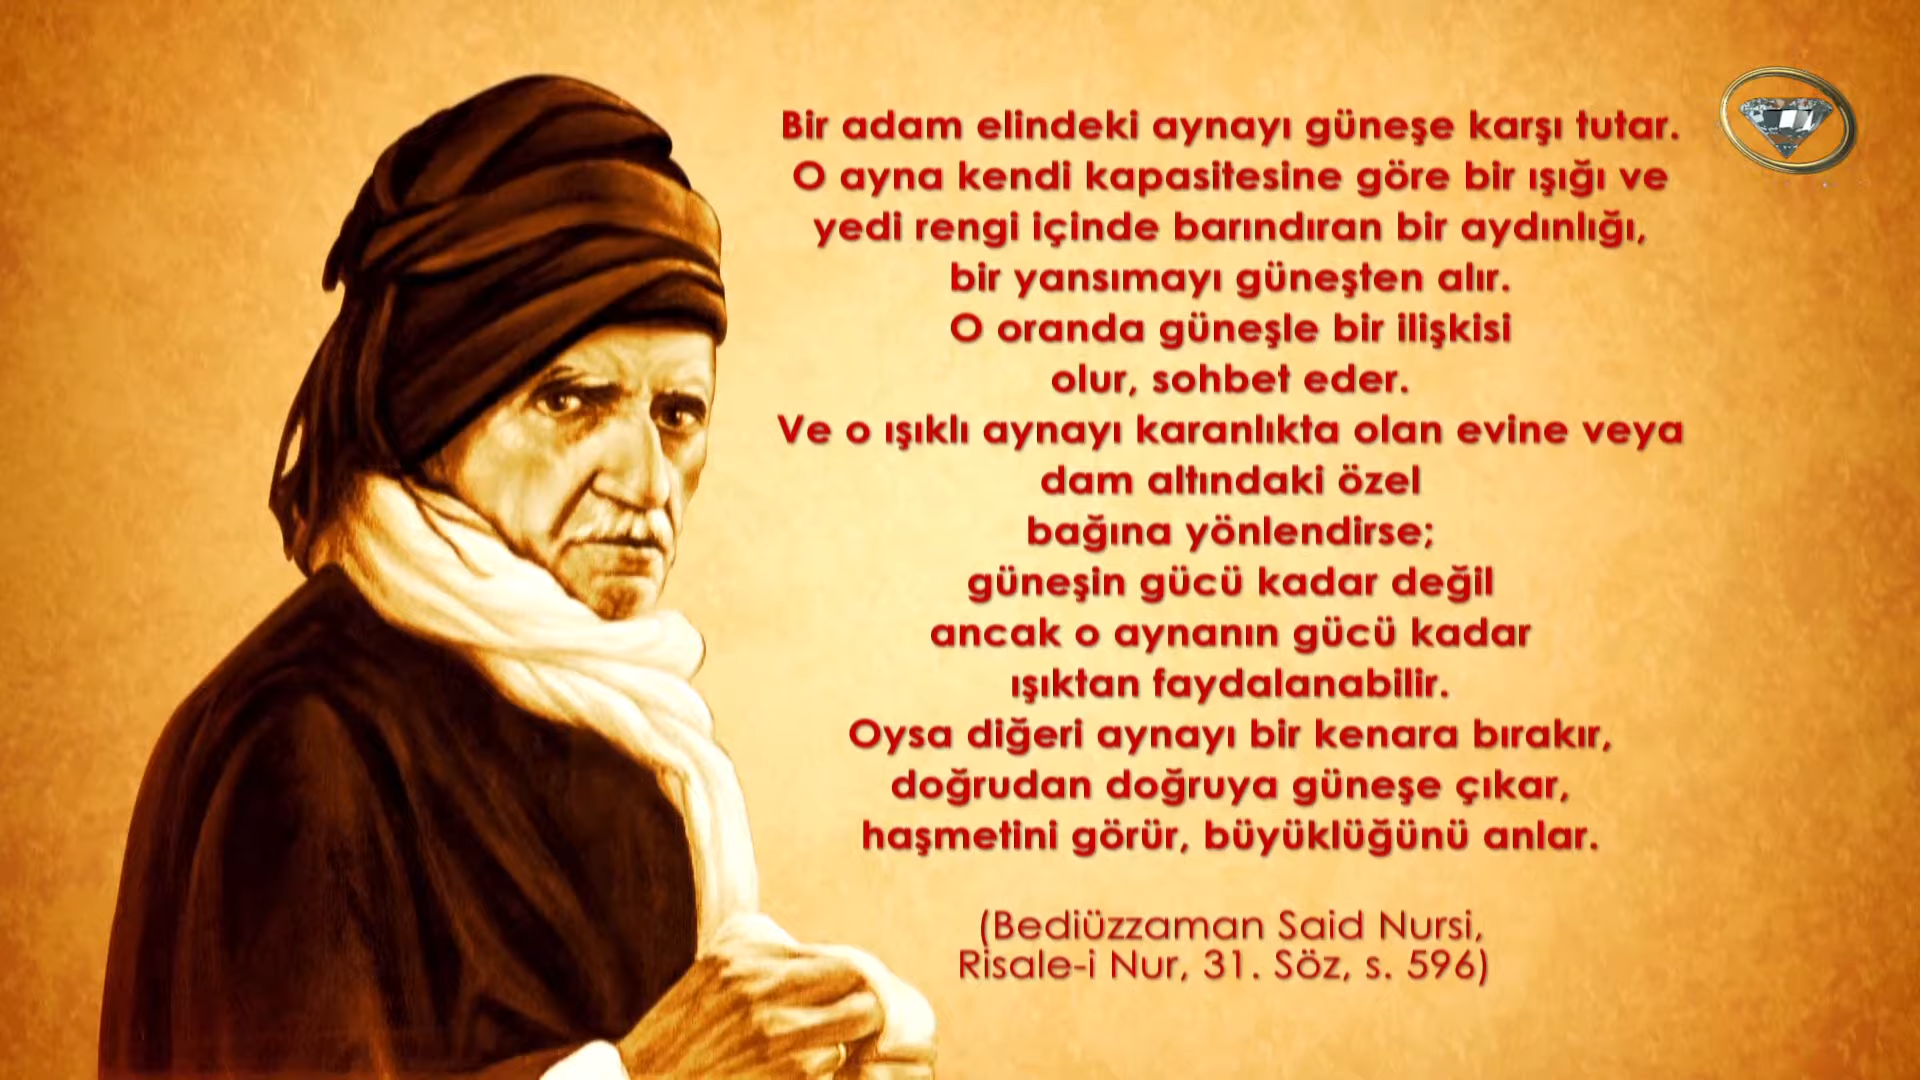 Bir adam elindeki aynayı güneşe karşı tutar.
O ayna kendi kapasitesine göre bir ışığı ve
yedi rengi içinde barındıran bir aydınlığı,
bir yansımayı güneşten alır.
O oranda güneşle bir ilişkisi
olur, sohbet eder.
Ve o ışıklı aynayı karanlıkta olan evine veya
dam altındaki özel
bağına yönlendirse;
güneşin gücü kadar değil
ancak o aynanın gücü kadar
ışıktan faydalanabilir.
Oysa diğeri aynayı bir kenara bırakır,
doğrudan doğruya güneşe çıkar,
haşmetini görür, büyüklüğünü anlar.
(Bediüzzaman Said Nursi,
Risale-i Nur, 31. Söz, s. 596)